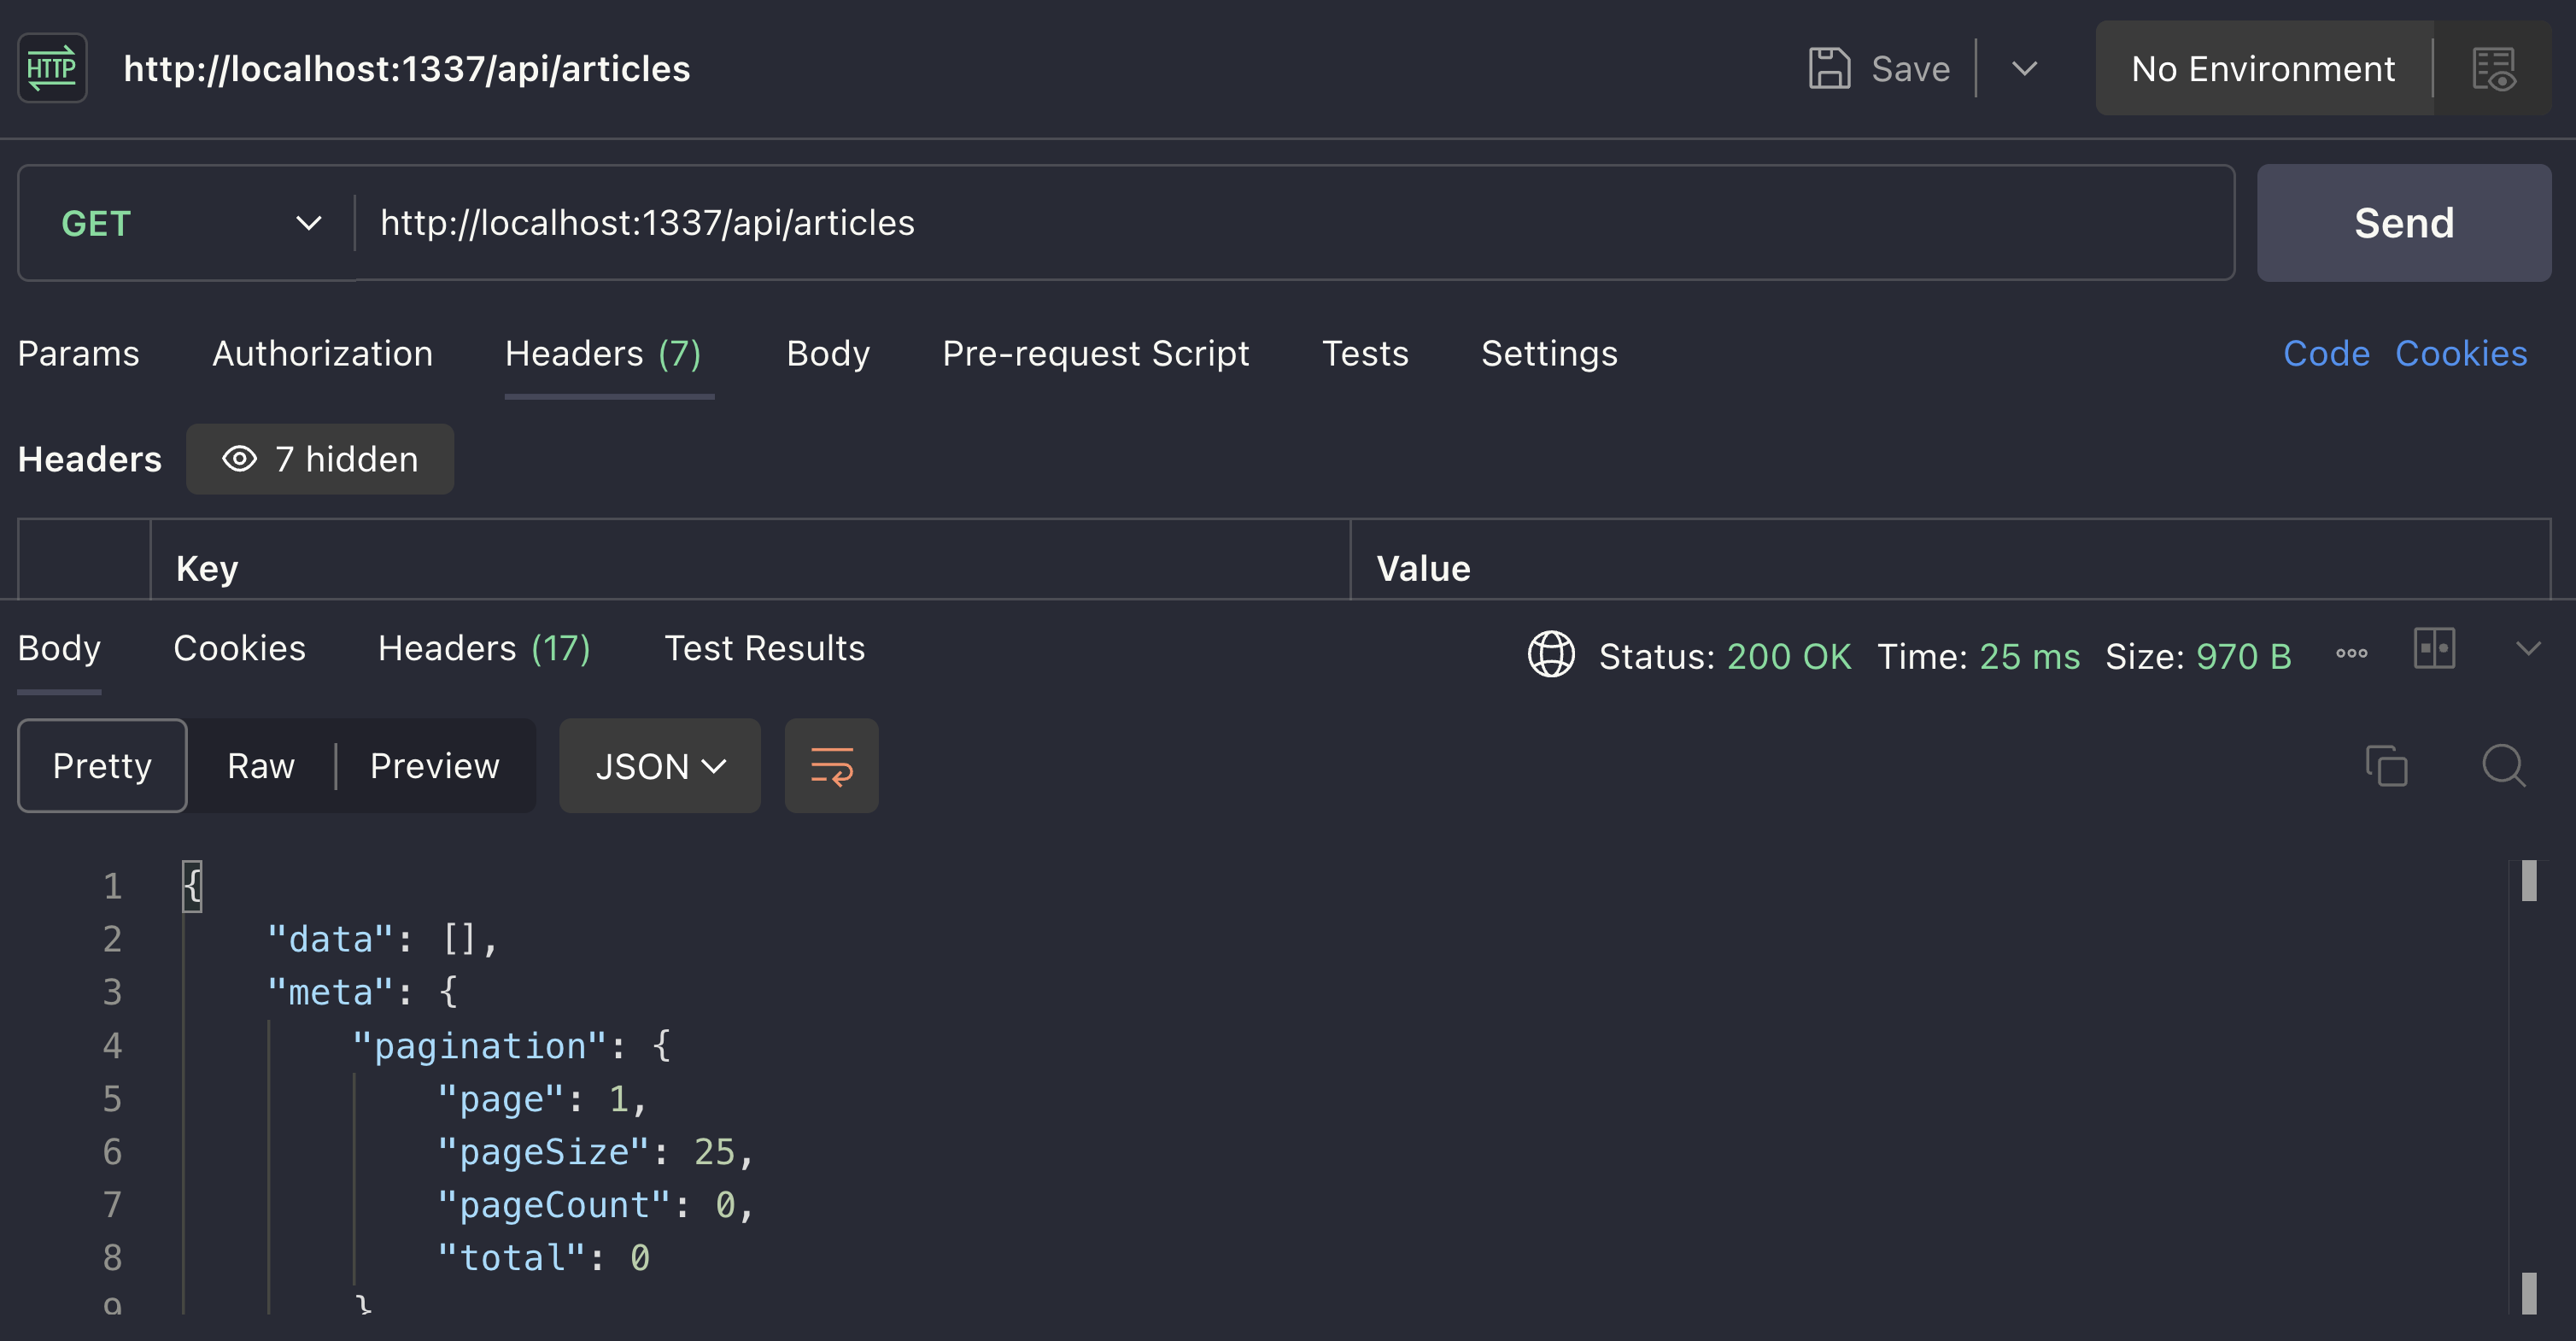 HTTP http://localhost:1337/api/articles Save No Environment
GET http://localhost:1337/api/articles Send
Params Authorization Headers (7) Body Pre-request Script Tests Settings Code Cookies
Headers 7 hidden
Key Value
Body Cookies Headers (17) Test Results Status: 200 OK Time: 25 ms Size: 970 B
Pretty Raw Preview JSON
1 {
2 "data": [],
3 "meta": {
4 "pagination": {
5 "page": 1,
6 "pageSize": 25,
7 "pageCount": 0,
8 "total": 0
9 }